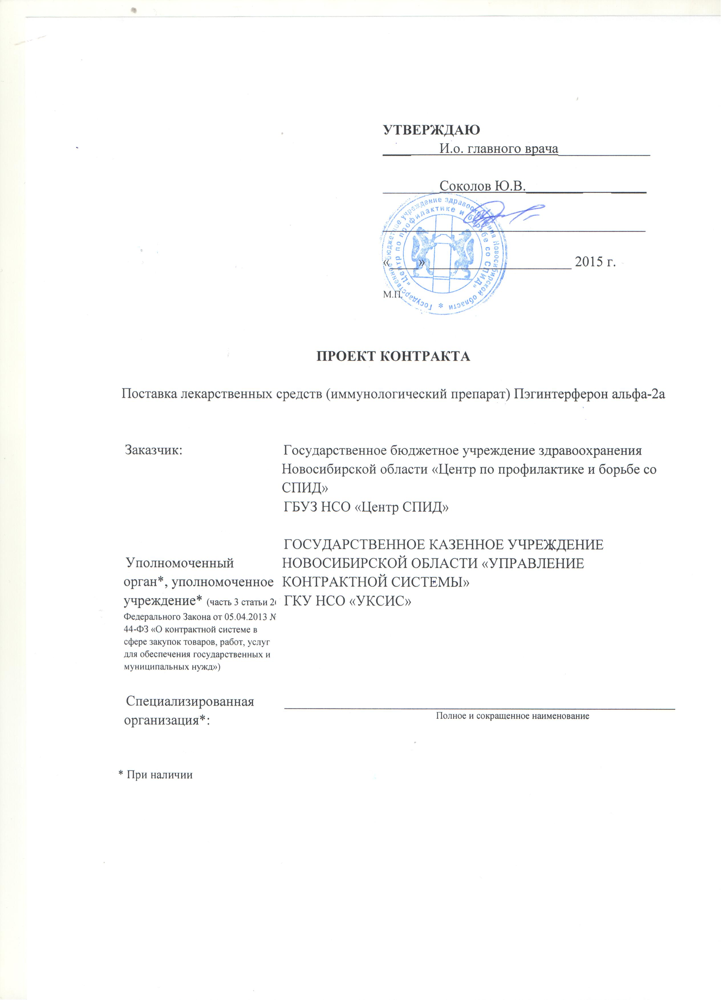 УТВЕРЖДАЮ
И.о. главного врача
Соколов Ю.В.
Государственное бюджетное учреждение здравоохранения Новосибирской области *
«Центр по профилактике и борьбе со СПИД»
«____» ____________________ 2015 г.
М.П.
ПРОЕКТ КОНТРАКТА
Поставка лекарственных средств (иммунологический препарат) Пэгинтерферон альфа-2а
Заказчик:
Государственное бюджетное учреждение здравоохранения
Новосибирской области «Центр по профилактике и борьбе со
СПИД»
ГБУЗ НСО «Центр СПИД»
Уполномоченный
орган*, уполномоченное
учреждение* (часть 3 статьи 2
Федерального Закона от 05.04.2013 №
44-ФЗ «О контрактной системе в
сфере закупок товаров, работ, услуг
для обеспечения государственных и
муниципальных нужд»)
ГОСУДАРСТВЕННОЕ КАЗЕННОЕ УЧРЕЖДЕНИЕ
НОВОСИБИРСКОЙ ОБЛАСТИ «УПРАВЛЕНИЕ
КОНТРАКТНОЙ СИСТЕМЫ»
ГКУ НСО «УКСИС»
Специализированная
организация*:
Полное и сокращенное наименование
* При наличии